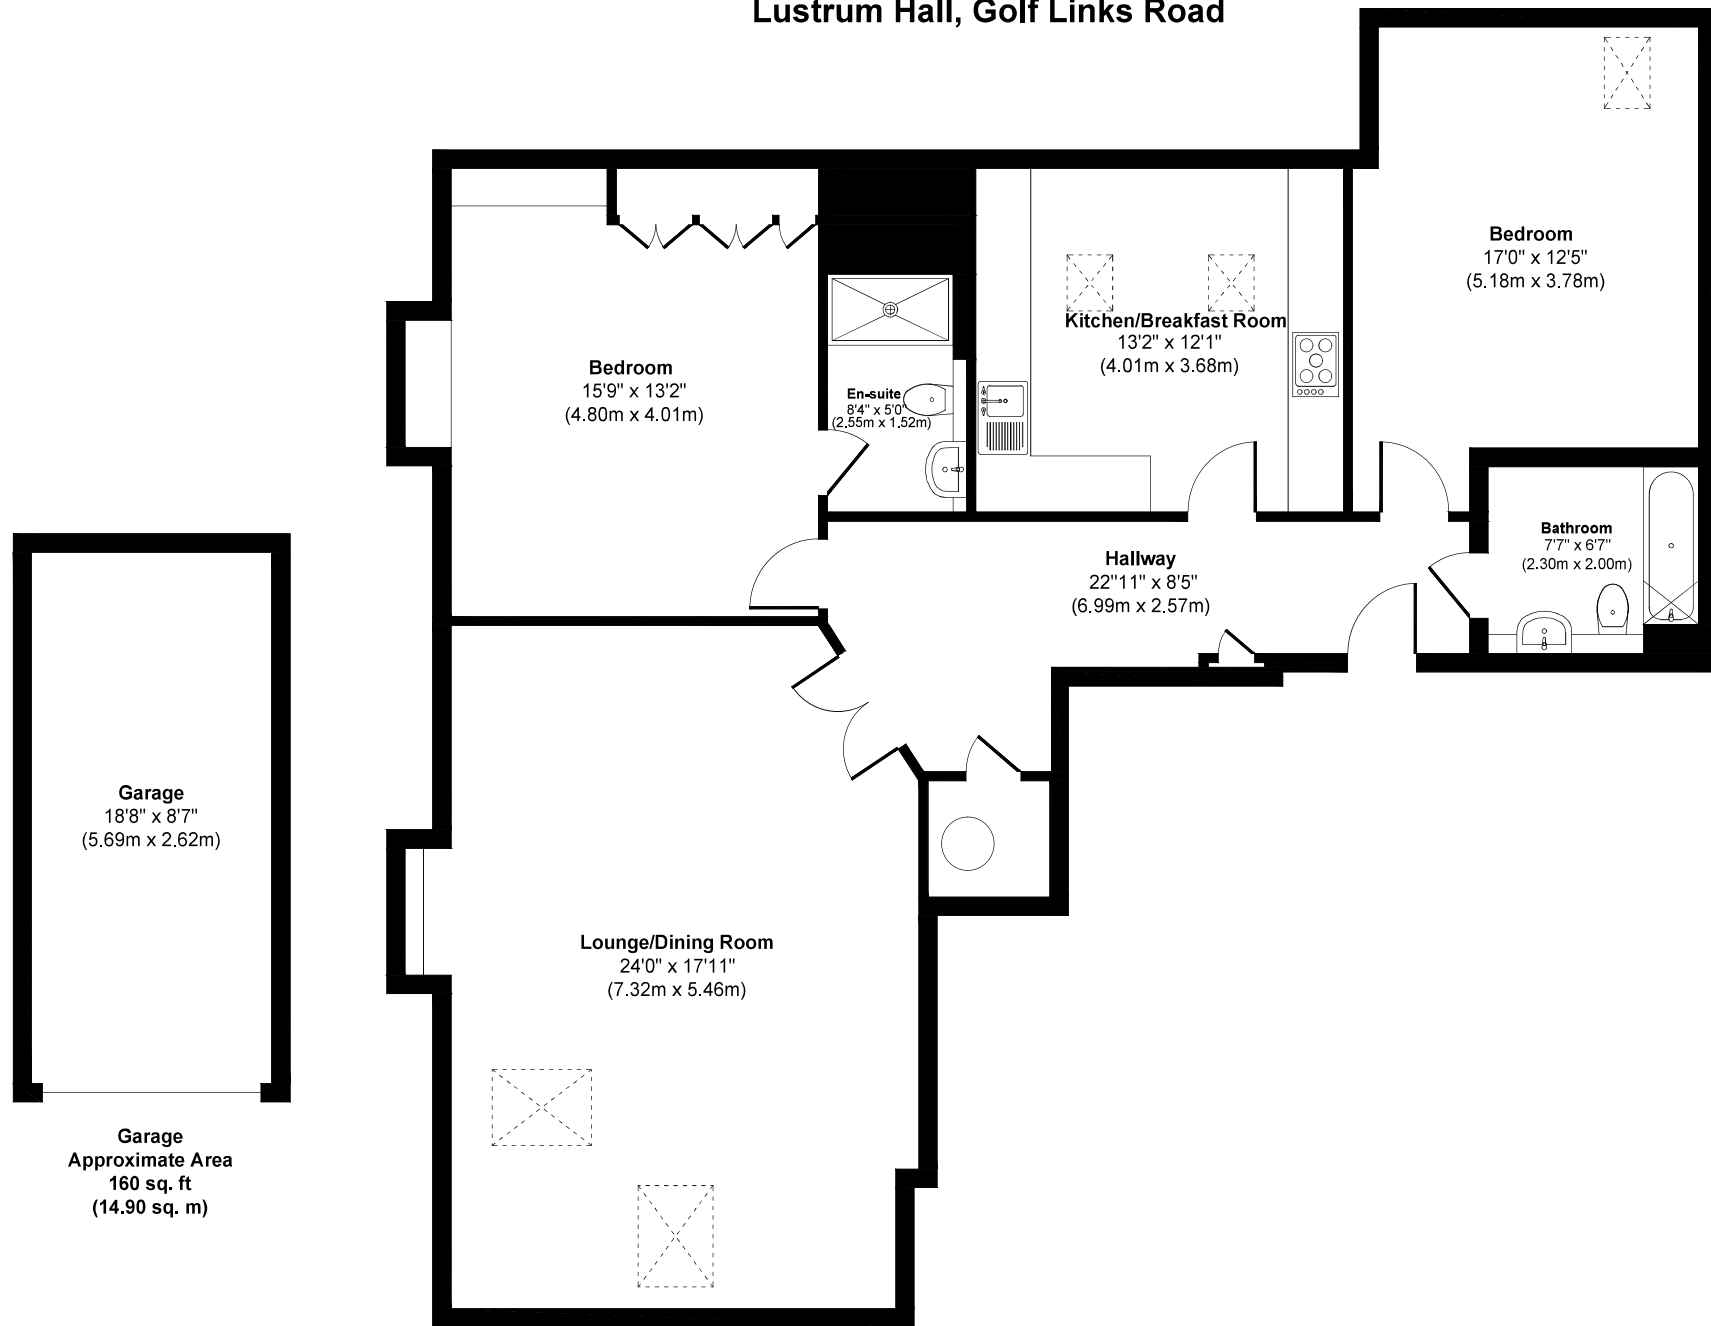 Lustrum Hall, Golf Links Road
Bedroom
17'0" x 12'5"
(5.18m x 3.78m)
Kitchen/Breakfast Room
13'2" x 12'1"
(4.01m x 3.68m)
Bedroom
15'9" x 13'2"
(4.80m x 4.01m)
En-suite
8'4" x 5'0"
(2.55m x 1.52m)
Bathroom
7'7" x 6'7"
(2.30m x 2.00m)
Hallway
22"11" x 8'5"
(6.99m x 2.57m)
Garage
18'8" x 8'7"
(5.69m x 2.62m)
Lounge/Dining Room
24'0" x 17'11"
(7.32m x 5.46m)
Garage
Approximate Area
160 sq. ft
(14.90 sq. m)